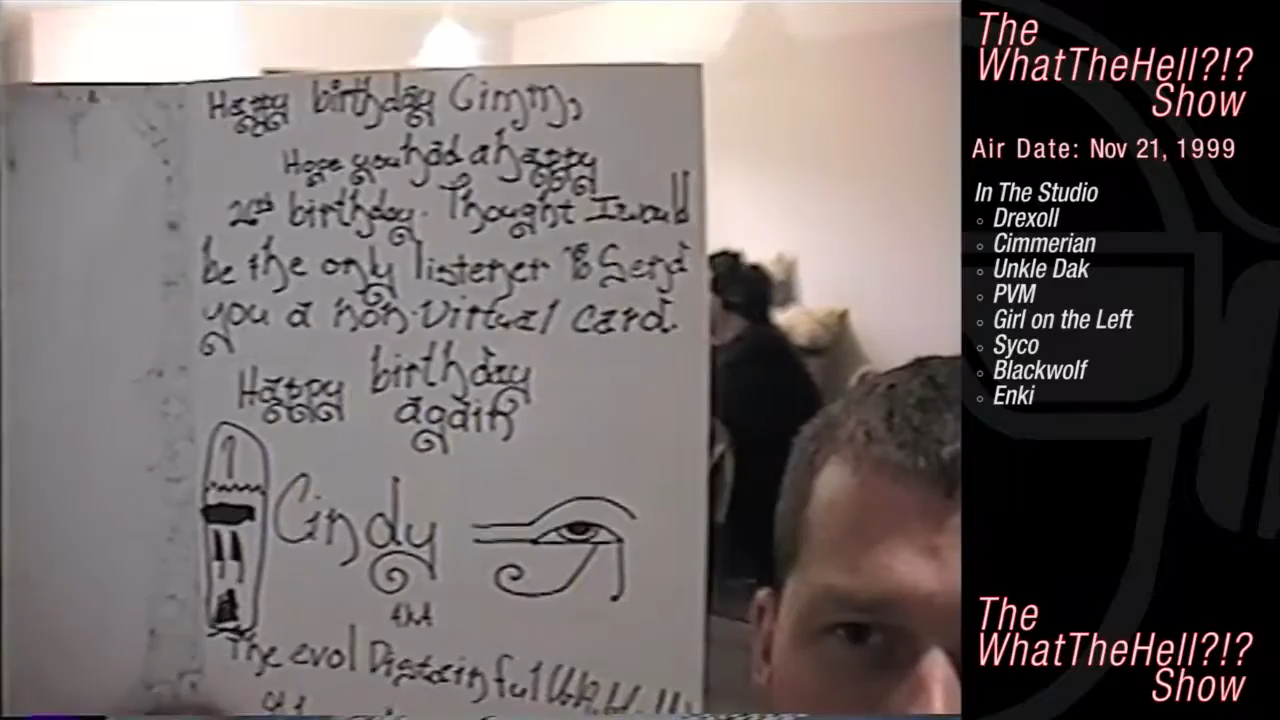 Happy birthday Cimm,
Hope you had a happy
birthday. Thought I would
be the only listener to send
you a non-virtual card.
Happy birthday
again
Cindy
AKA
The evol Distainful
The
WhatTheHell?!?
Show
Air Date: Nov 21, 1999
In The Studio
Drexoll
Cimmerian
Unkle Dak
PVM
Girl on the Left
Syco
Blackwolf
Enki
The
WhatTheHell?!?
Show